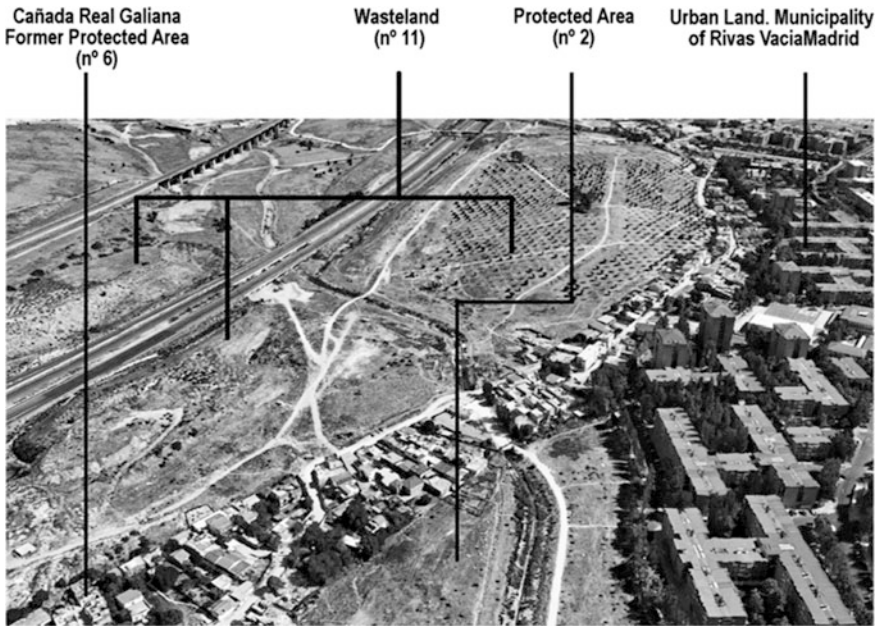 Cañada Real Galiana
Former Protected Area
(nº 6)
Wasteland
(nº 11)
Protected Area
(nº 2)
Urban Land. Municipality
of Rivas VaciaMadrid